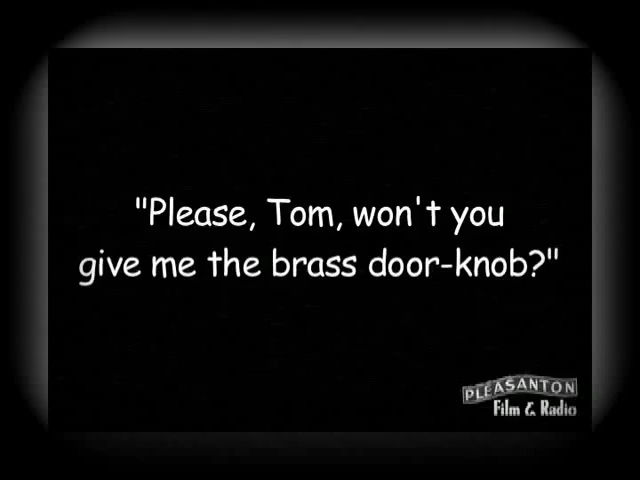 "Please, Tom, won't you
give me the brass door-knob?"
PLEASANTON
Film & Radio